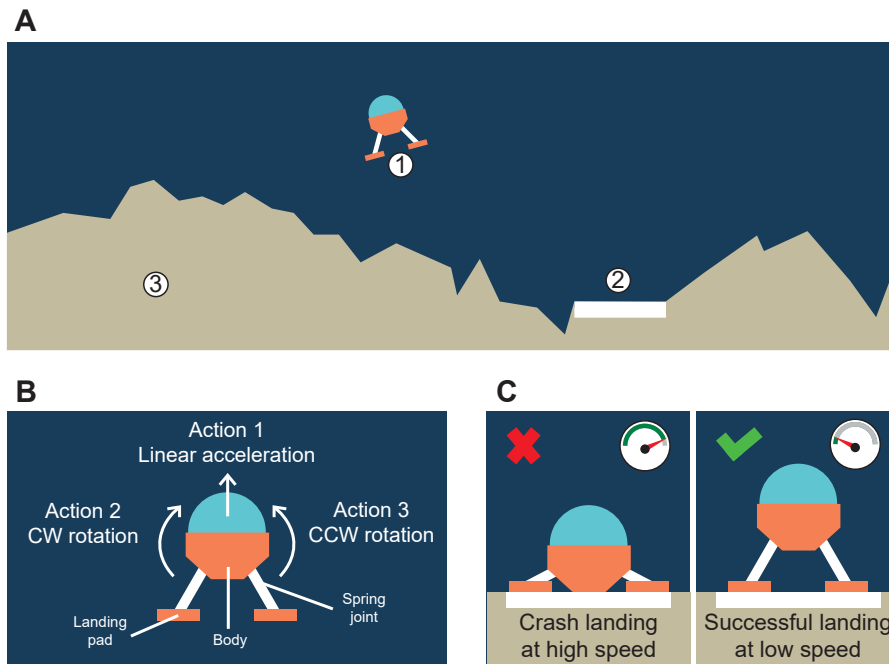 A
1
2
3
B
Action 1
Linear acceleration
Action 2
CW rotation
Action 3
CCW rotation
Landing
pad
Body
Spring
joint
C
Crash landing
at high speed
Successful landing
at low speed